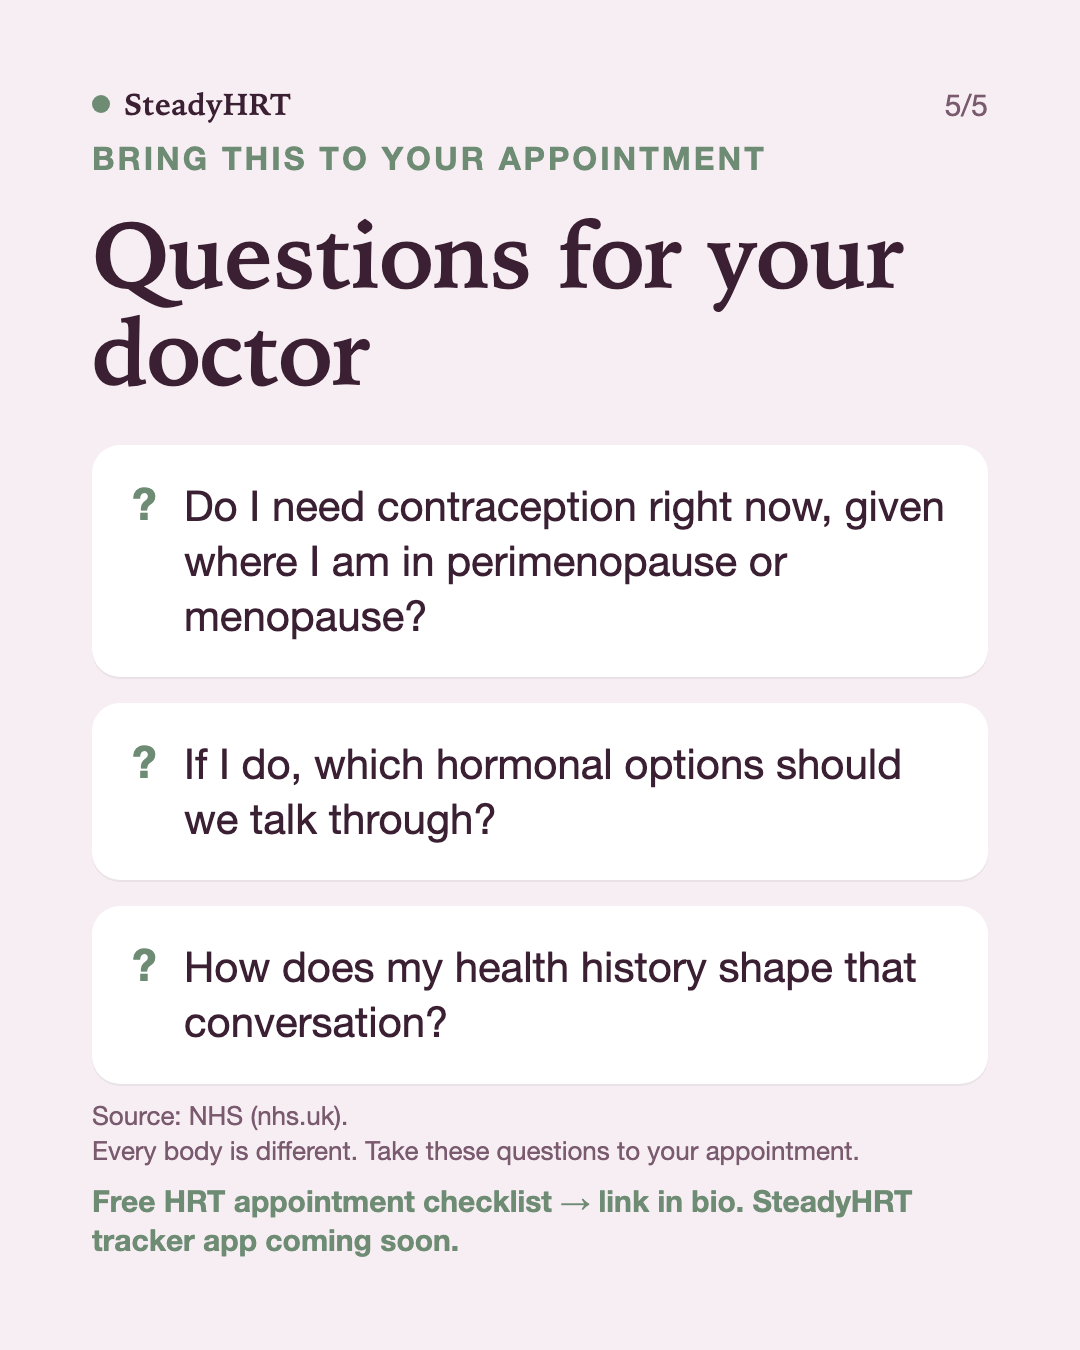 SteadyHRT
5/5
BRING THIS TO YOUR APPOINTMENT
Questions for your
doctor
? Do I need contraception right now, given
where I am in perimenopause or
menopause?
? If I do, which hormonal options should
we talk through?
? How does my health history shape that
conversation?
Source: NHS (nhs.uk).
Every body is different. Take these questions to your appointment.
Free HRT appointment checklist → link in bio. SteadyHRT
tracker app coming soon.